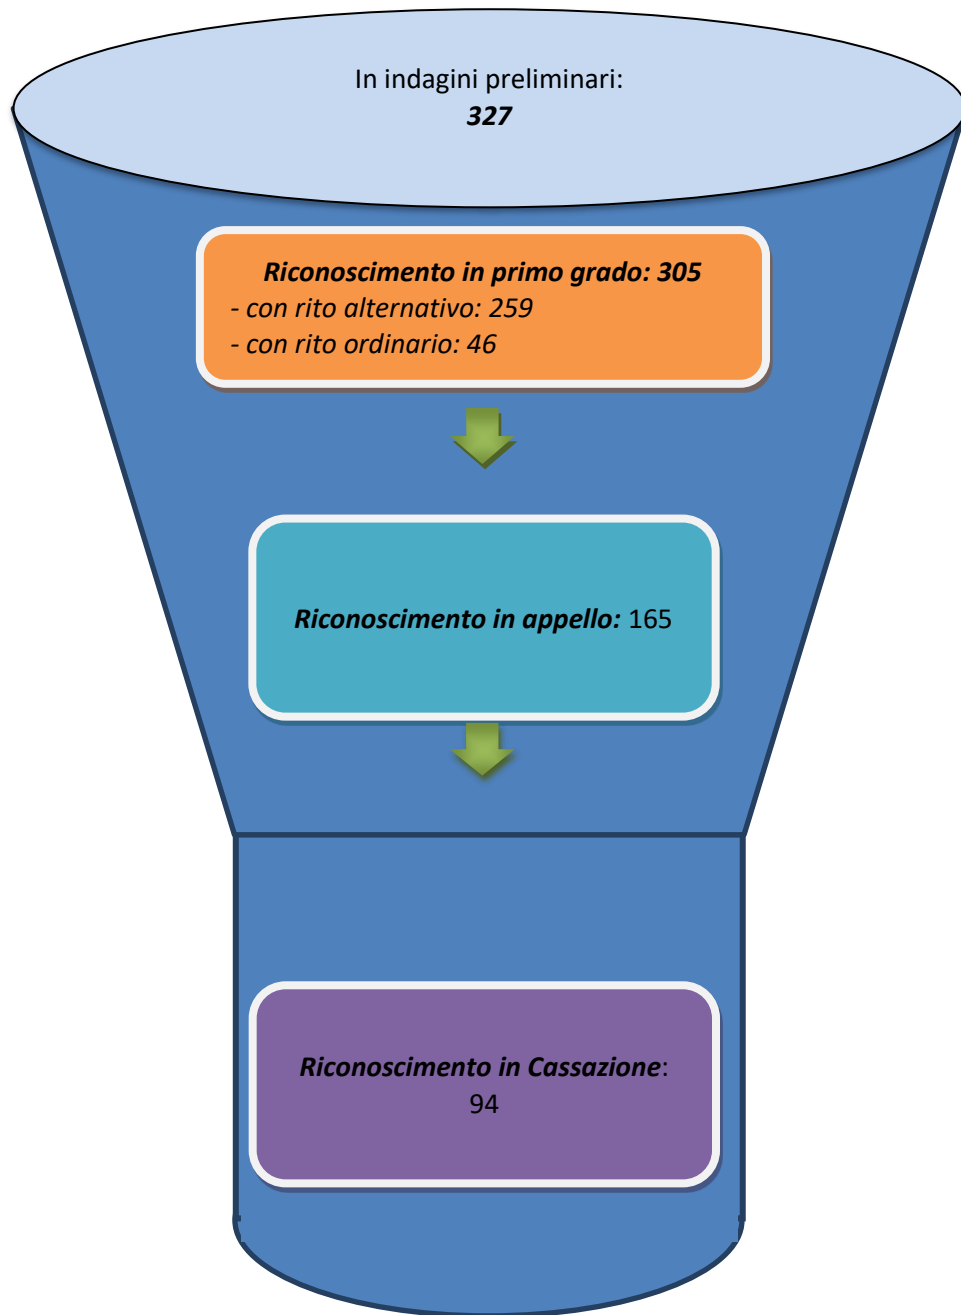 In indagini preliminari:
327
Riconoscimento in primo grado: 305
- con rito alternativo: 259
- con rito ordinario: 46
Riconoscimento in appello: 165
Riconoscimento in Cassazione:
94